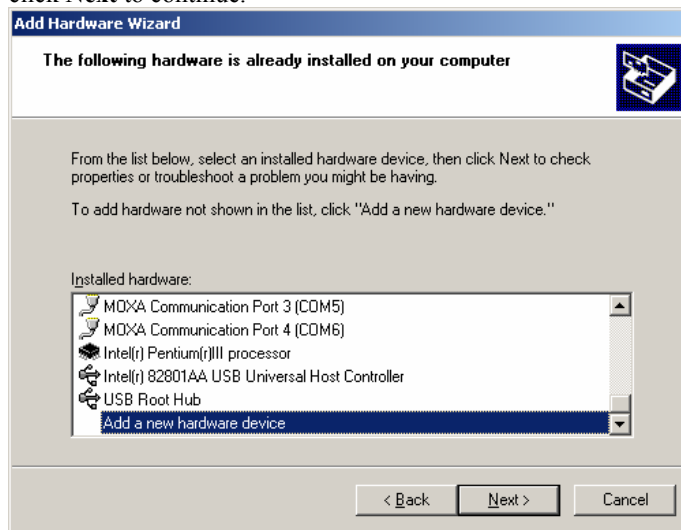 click Next to continue.
Add Hardware Wizard
The following hardware is already installed on your computer
From the list below, select an installed hardware device, then click Next to check
properties or troubleshoot a problem you might be having.
To add hardware not shown in the list, click "Add a new hardware device."
Installed hardware:
MOXA Communication Port 3 (COM5)
MOXA Communication Port 4 (COM6)
Intel(r) Pentium(r)III processor
Intel(r) 82801AA USB Universal Host Controller
USB Root Hub
Add a new hardware device
< Back Next > Cancel